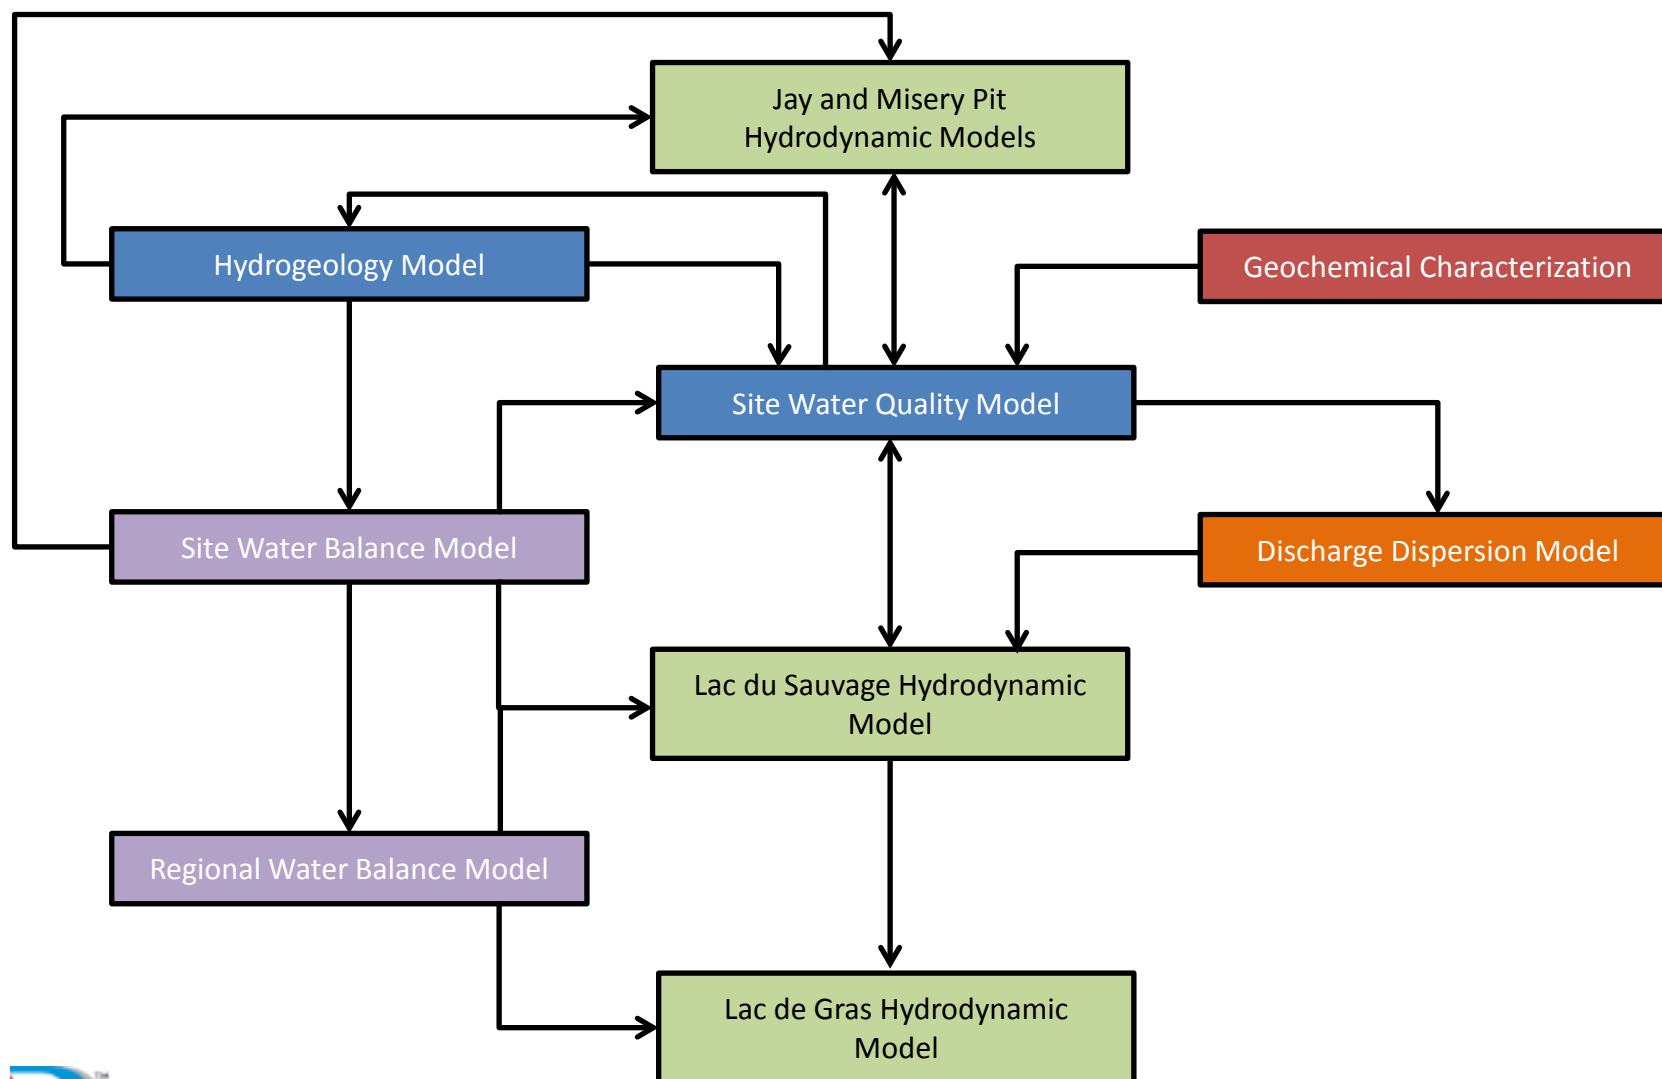 Jay and Misery Pit
Hydrodynamic Models
Hydrogeology Model
Geochemical Characterization
Site Water Quality Model
Site Water Balance Model
Discharge Dispersion Model
Lac du Sauvage Hydrodynamic
Model
Regional Water Balance Model
Lac de Gras Hydrodynamic
Model
TM